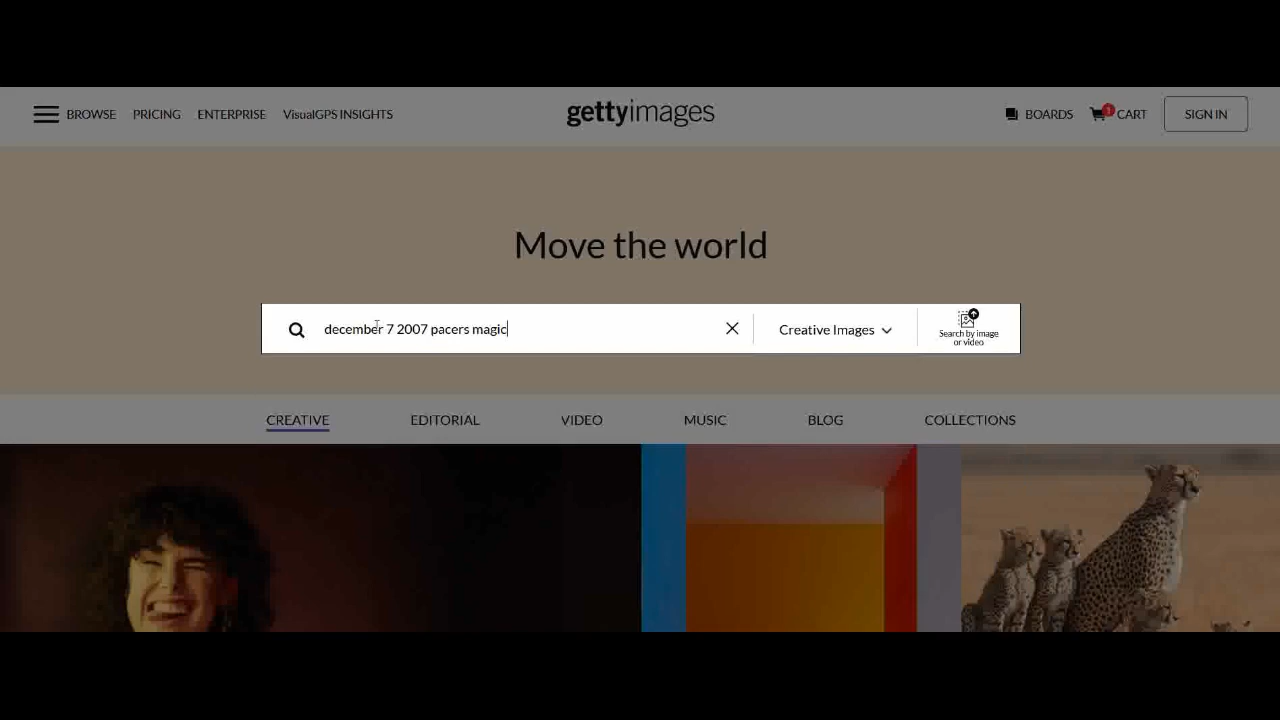 BROWSE PRICING ENTERPRISE VisualGPS INSIGHTS gettyimages BOARDS 1 CART SIGN IN
Move the world
december 7 2007 pacers magic Creative Images Search by image
or video
CREATIVE EDITORIAL VIDEO MUSIC BLOG COLLECTIONS